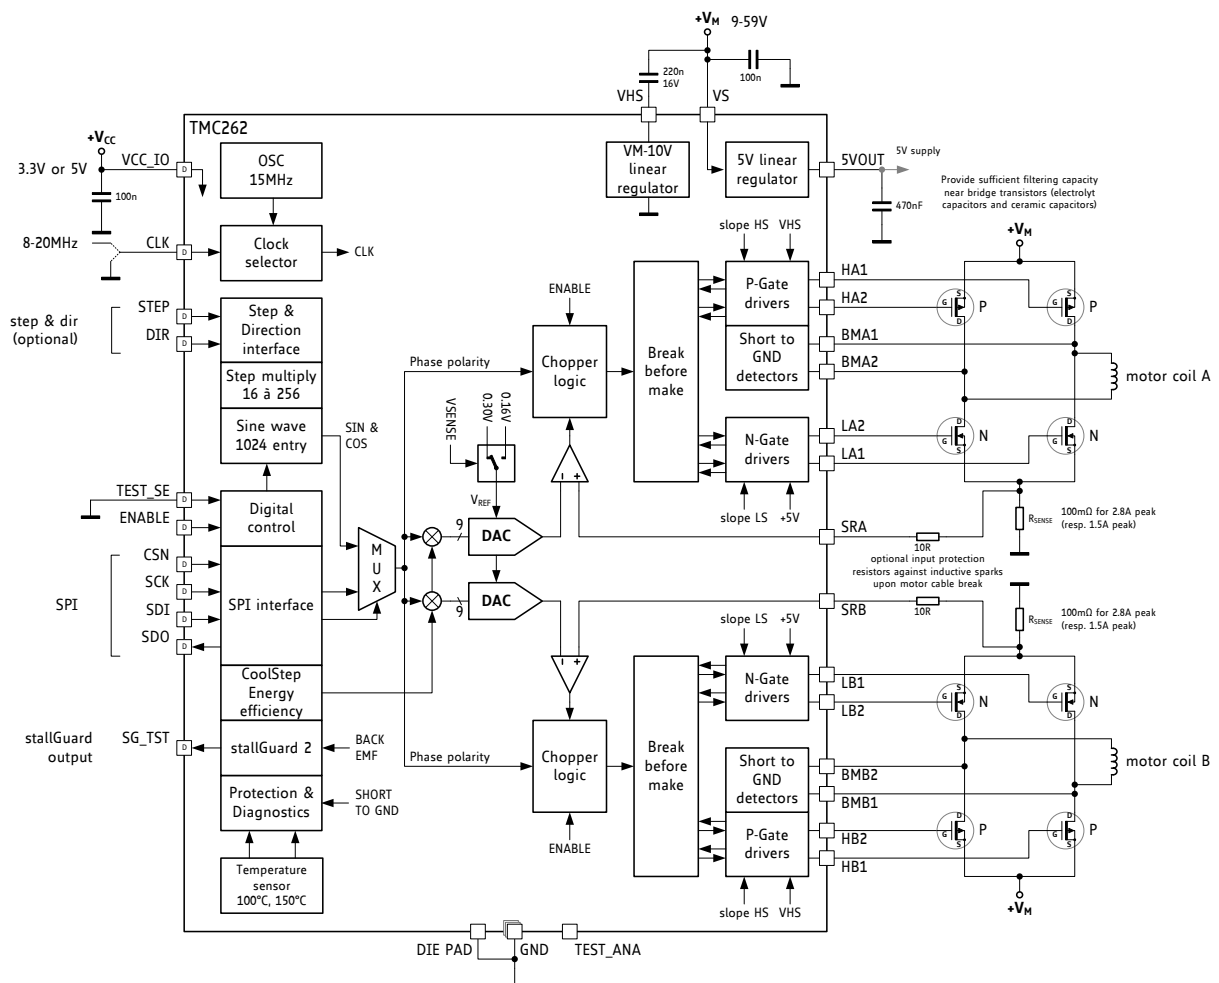 +VM
9-59V
220n
16V
100n
VHS
VS
TMC262
+VCC
3.3V or 5V
VCC_IO
D
100n
OSC
15MHz
VM-10V
linear
regulator
5V linear
regulator
5VOUT
5V supply
470nF
Provide sufficient filtering capacity
near bridge transistors (electrolyt
capacitors and ceramic capacitors)
+VM
8-20MHz
CLK
D
Clock
selector
CLK
slope HS
VHS
step & dir
(optional)
STEP
D
DIR
D
Step &
Direction
interface
Step multiply
16 à 256
Sine wave
1024 entry
SIN &
COS
ENABLE
Phase polarity
Chopper
logic
Break
before
make
P-Gate
drivers
Short to
GND
detectors
N-Gate
drivers
HA1
HA2
BMA1
BMA2
LA2
LA1
S
G
D
P
S
G
D
P
motor coil A
D
G
S
N
D
G
S
N
VSENSE
0.30V
0.16V
VREF
slope LS
+5V
TEST_SE
D
ENABLE
D
Digital
control
SPI
CSN
D
SCK
D
SDI
D
SDO
D
SPI interface
M
U
X
9
DAC
9
DAC
SRA
10R
RSENSE
100mΩ for 2.8A peak
(resp. 1.5A peak)
optional input protection
resistors against inductive sparks
upon motor cable break
SRB
10R
RSENSE
100mΩ for 2.8A peak
(resp. 1.5A peak)
slope LS
+5V
CoolStep
Energy
efficiency
stallGuard
output
SG_TST
D
stallGuard 2
BACK
EMF
Protection &
Diagnostics
SHORT
TO GND
Temperature
sensor
100°C, 150°C
Phase polarity
Chopper
logic
ENABLE
Break
before
make
N-Gate
drivers
Short to
GND
detectors
P-Gate
drivers
LB1
LB2
BMB2
BMB1
HB2
HB1
S
G
D
N
S
G
D
N
motor coil B
D
G
S
P
D
G
S
P
slope HS
VHS
+VM
DIE PAD
GND
TEST_ANA